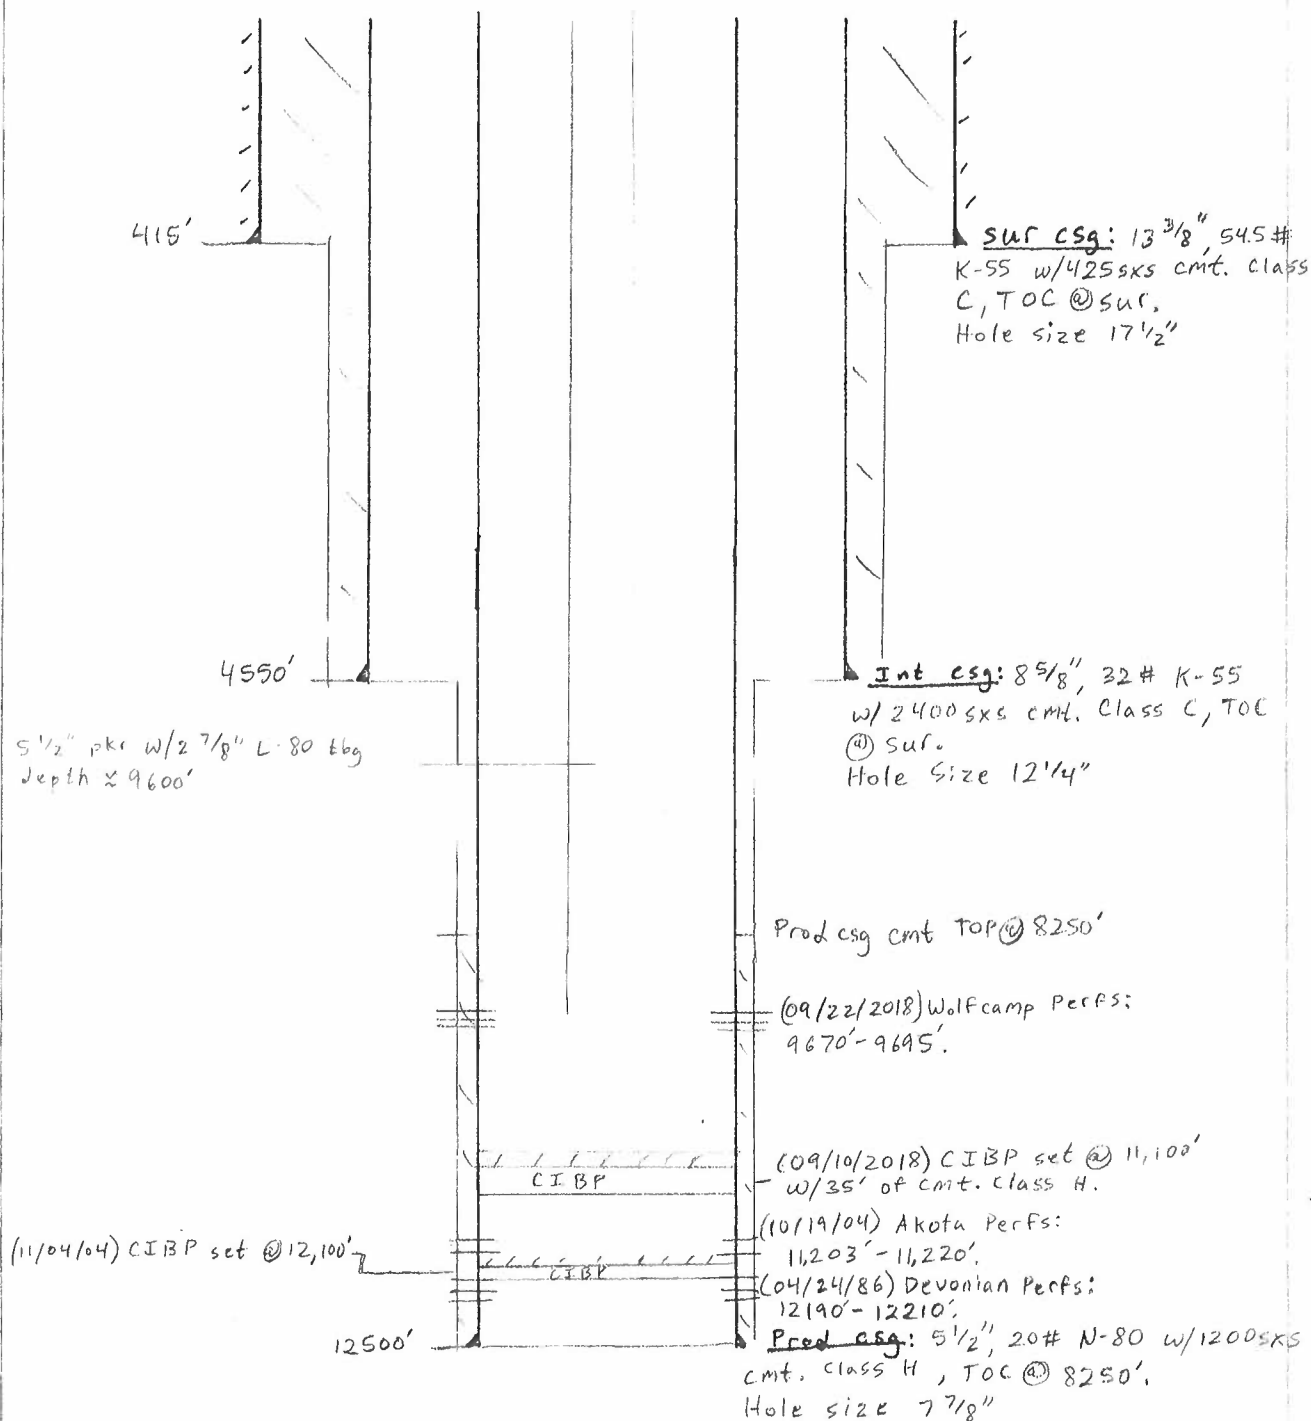 415'
sur csg: 13 3/8", 54.5 #
K-55 w/425sxs cmt. Class
C, TOC @ sur.
Hole size 17 1/2"
4550'
Int csg: 8 5/8", 32# K-55
w/ 2400 sxs cmt. Class C, TOC
@ sur.
Hole Size 12 1/4"
5 1/2" pkr w/2 7/8" L-80 tbg
depth ≈ 9600'
Prod csg cmt TOP@ 8250'
(09/22/2018) Wolfcamp Perfs:
9670'-9695'.
(09/10/2018) CIBP set @ 11,100'
w/35' of cmt. Class H.
CIBP
(10/19/04) Akota Perfs:
11,203'-11,220'.
(11/04/04) CIBP set @ 12,100'
CIBP
(04/24/86) Devonian Perfs:
12190'-12210'.
12500'
Prod csg: 5 1/2", 20# N-80 w/1200sxs
cmt. Class H, TOC @ 8250'.
Hole size 7 7/8"